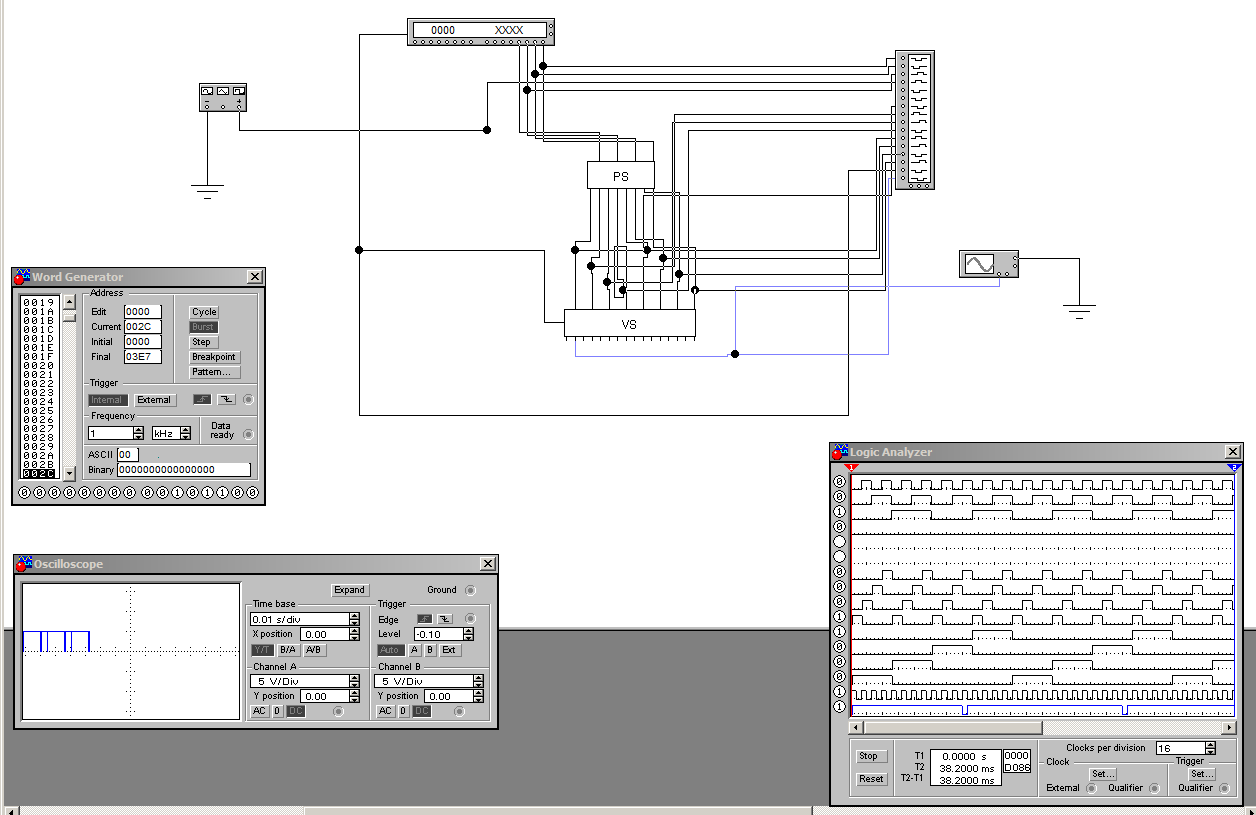 0000 XXXX
PS
VS
Word Generator
0019
001A
001B
001C
001D
001E
001F
0020
0021
0022
0023
0024
0025
0026
0027
0028
0029
002A
002B
002C
Address
Edit 0000
Current 002C
Initial 0000
Final 03E7
Cycle
Burst
Step
Breakpoint
Pattern...
Trigger
Internal External
Frequency
1 kHz
Data
ready
ASCII 00
Binary 0000000000000000
0 0 0 0 0 0 0 0 0 0 1 0 1 1 0 0
Oscilloscope
Expand
Ground
Time base
0.01 s/div
X position 0.00
Y/T B/A A/B
Trigger
Edge
Level -0.10
Auto A B Ext
Channel A
5 V/Div
Y position 0.00
AC 0 DC
Channel B
5 V/Div
Y position 0.00
AC 0 DC
Logic Analyzer
1 2
0
0
1
0
0
0
0
1
1
0
0
0
1
1
Stop
Reset
T1 0.0000 s 0000
T2 38.2000 ms D086
T2-T1 38.2000 ms
Clocks per division 16
Clock
Set...
External Qualifier
Trigger
Set...
Qualifier